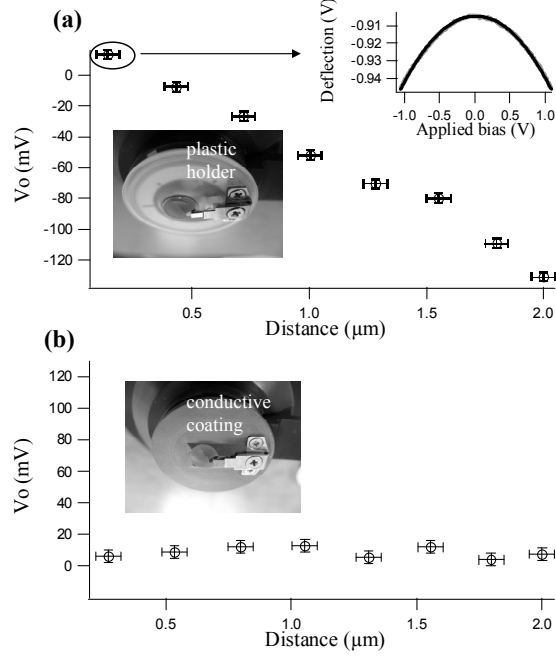 (a)
Deflection (V)
-0.91
-0.92
-0.93
-0.94
-1.0 -0.5 0.0 0.5 1.0
Applied bias (V)
Vo (mV)
0
-20
-40
-60
-80
-100
-120
plastic
holder
0.5 1.0 1.5 2.0
Distance (μm)
(b)
Vo (mV)
120
100
80
60
40
20
0
conductive
coating
0.5 1.0 1.5 2.0
Distance (μm)